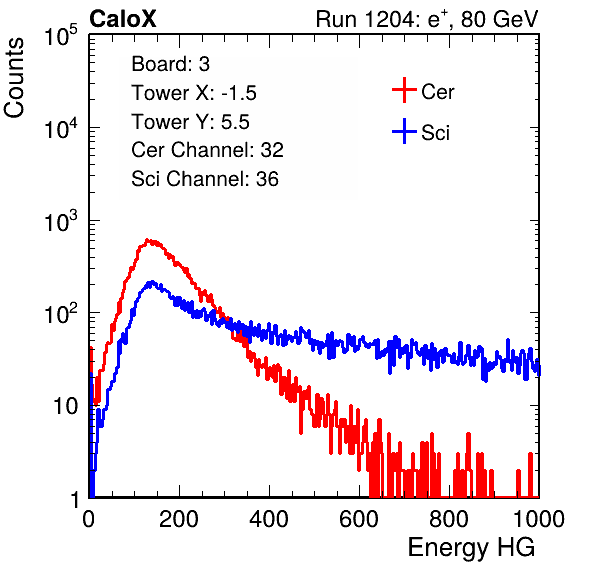 CaloX Run 1204: e⁺, 80 GeV
Counts
Board: 3
Tower X: -1.5
Tower Y: 5.5
Cer Channel: 32
Sci Channel: 36
Cer
Sci
10⁵
10⁴
10³
10²
10
1
0 200 400 600 800 1000
Energy HG